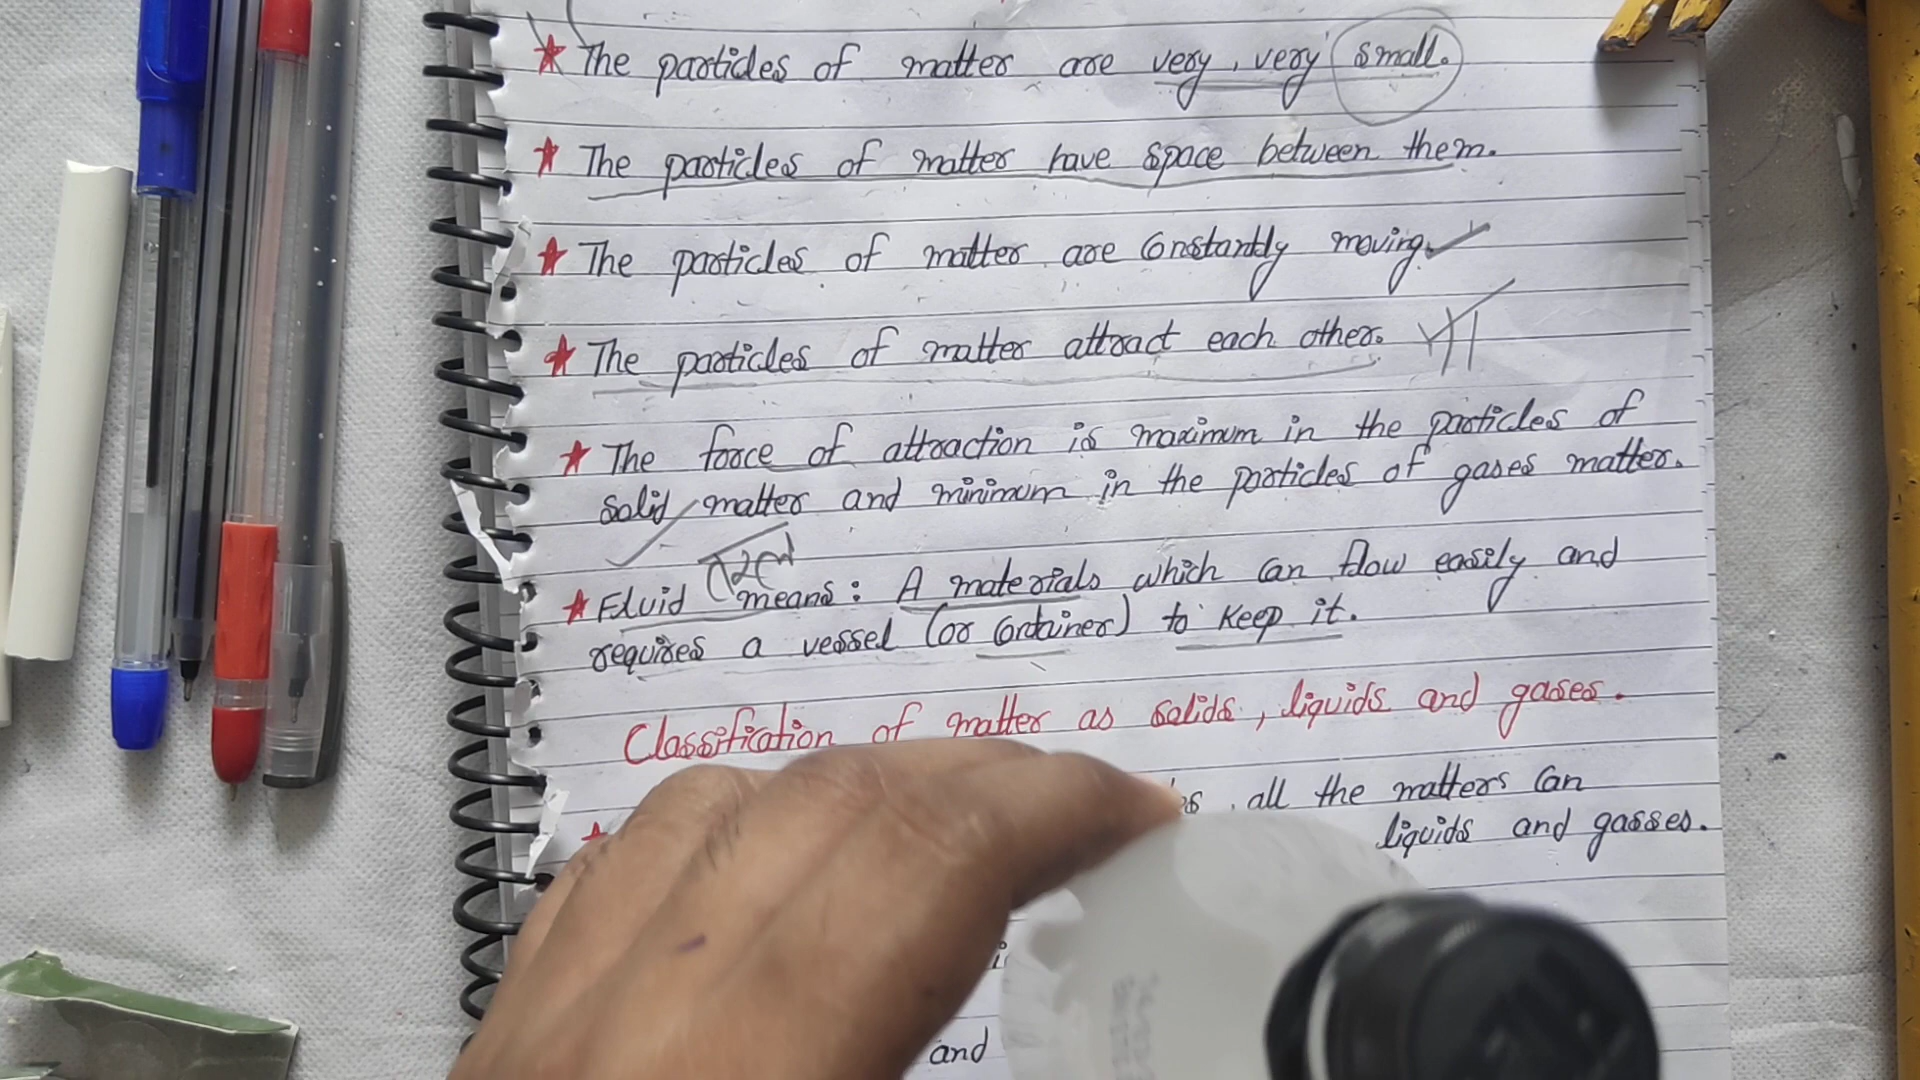 The particles of matter are very, very small.
The particles of matter have space between them.
The particles of matter are constantly moving.
The particles of matter attract each other.
The force of attraction is maximum in the particles of
solid matter and minimum in the particles of gases matter.
Fluid means: A materials which can flow easily and
requires a vessel (or container) to keep it.
Classification of matter as solids, liquids and gases.
, all the matters can
liquids and gasses.
and